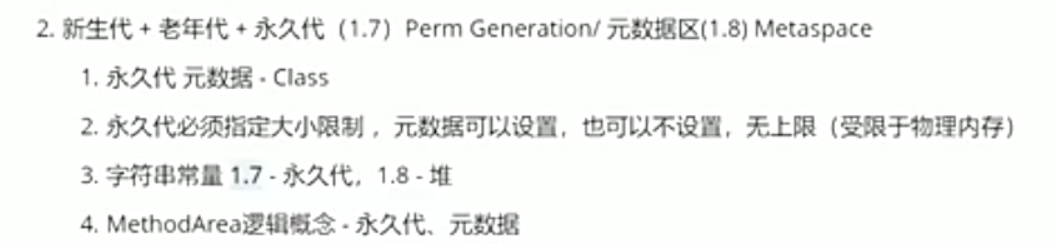 2. 新生代 + 老年代 + 永久代（1.7）Perm Generation/ 元数据区(1.8) Metaspace
1. 永久代 元数据 - Class
2. 永久代必须指定大小限制 ，元数据可以设置，也可以不设置，无上限（受限于物理内存）
3. 字符串常量 1.7 - 永久代，1.8 - 堆
4. MethodArea逻辑概念 - 永久代、元数据